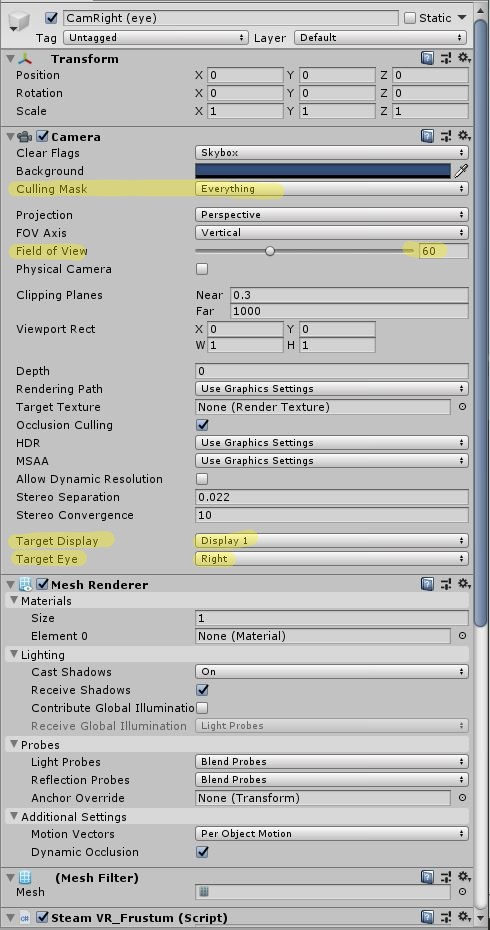 CamRight (eye) Static
Tag Untagged Layer Default
Transform
Position X 0 Y 0 Z 0
Rotation X 0 Y 0 Z 0
Scale X 1 Y 1 Z 1
Camera
Clear Flags Skybox
Background
Culling Mask Everything
Projection Perspective
FOV Axis Vertical
Field of View 60
Physical Camera
Clipping Planes Near 0.3
Far 1000
Viewport Rect X 0 Y 0
W 1 H 1
Depth 0
Rendering Path Use Graphics Settings
Target Texture None (Render Texture)
Occlusion Culling
HDR Use Graphics Settings
MSAA Use Graphics Settings
Allow Dynamic Resolution
Stereo Separation 0.022
Stereo Convergence 10
Target Display Display 1
Target Eye Right
Mesh Renderer
Materials
Size 1
Element 0 None (Material)
Lighting
Cast Shadows On
Receive Shadows
Contribute Global Illuminatio
Receive Global Illumination Light Probes
Probes
Light Probes Blend Probes
Reflection Probes Blend Probes
Anchor Override None (Transform)
Additional Settings
Motion Vectors Per Object Motion
Dynamic Occlusion
(Mesh Filter)
Mesh
Steam VR_Frustum (Script)